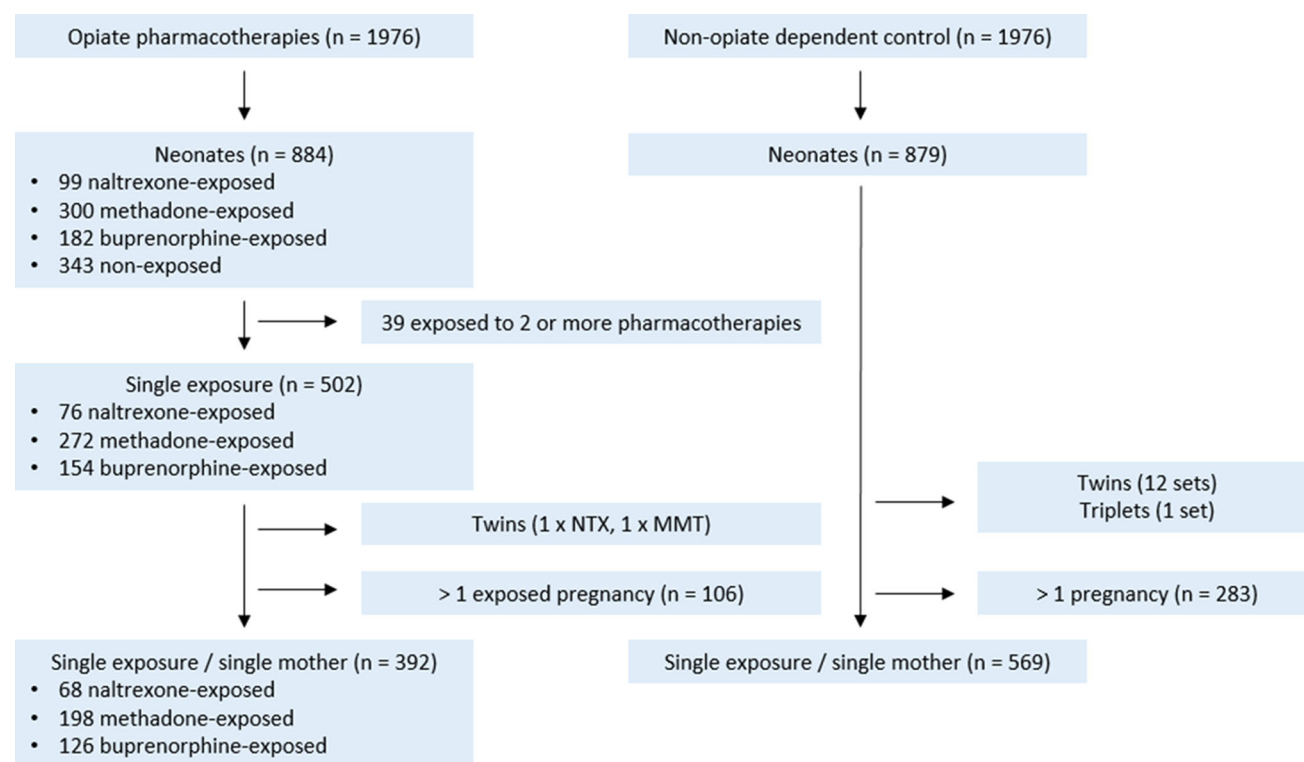 Opiate pharmacotherapies (n = 1976)
Non-opiate dependent control (n = 1976)
Neonates (n = 884)
• 99 naltrexone-exposed
• 300 methadone-exposed
• 182 buprenorphine-exposed
• 343 non-exposed
Neonates (n = 879)
39 exposed to 2 or more pharmacotherapies
Single exposure (n = 502)
• 76 naltrexone-exposed
• 272 methadone-exposed
• 154 buprenorphine-exposed
Twins (12 sets)
Triplets (1 set)
Twins (1 x NTX, 1 x MMT)
> 1 exposed pregnancy (n = 106)
> 1 pregnancy (n = 283)
Single exposure / single mother (n = 392)
• 68 naltrexone-exposed
• 198 methadone-exposed
• 126 buprenorphine-exposed
Single exposure / single mother (n = 569)